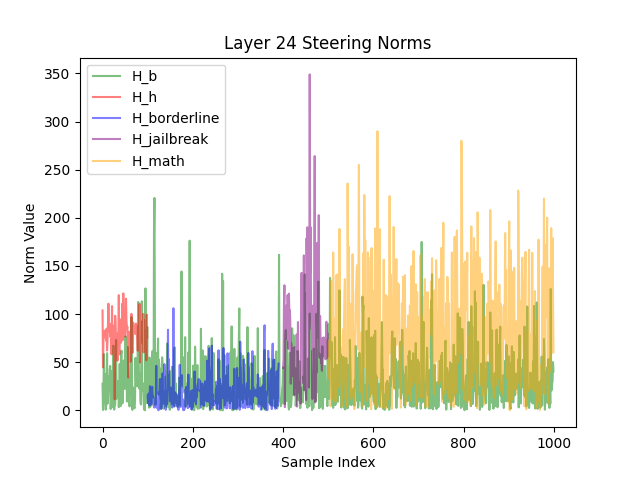 Layer 24 Steering Norms
H_b
H_h
H_borderline
H_jailbreak
H_math
Norm Value
350
300
250
200
150
100
50
0
0
200
400
600
800
1000
Sample Index